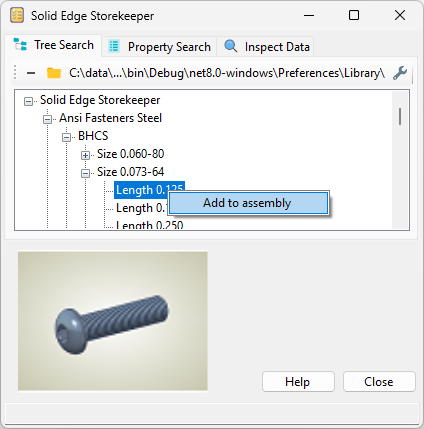 Solid Edge Storekeeper
Tree Search
Property Search
Inspect Data
C:\data\...\bin\Debug\net8.0-windows\Preferences\Library\
Solid Edge Storekeeper
Ansi Fasteners Steel
BHCS
Size 0.060-80
Size 0.073-64
Length 0.125
Add to assembly
Length 0.1
Length 0.250
Help
Close